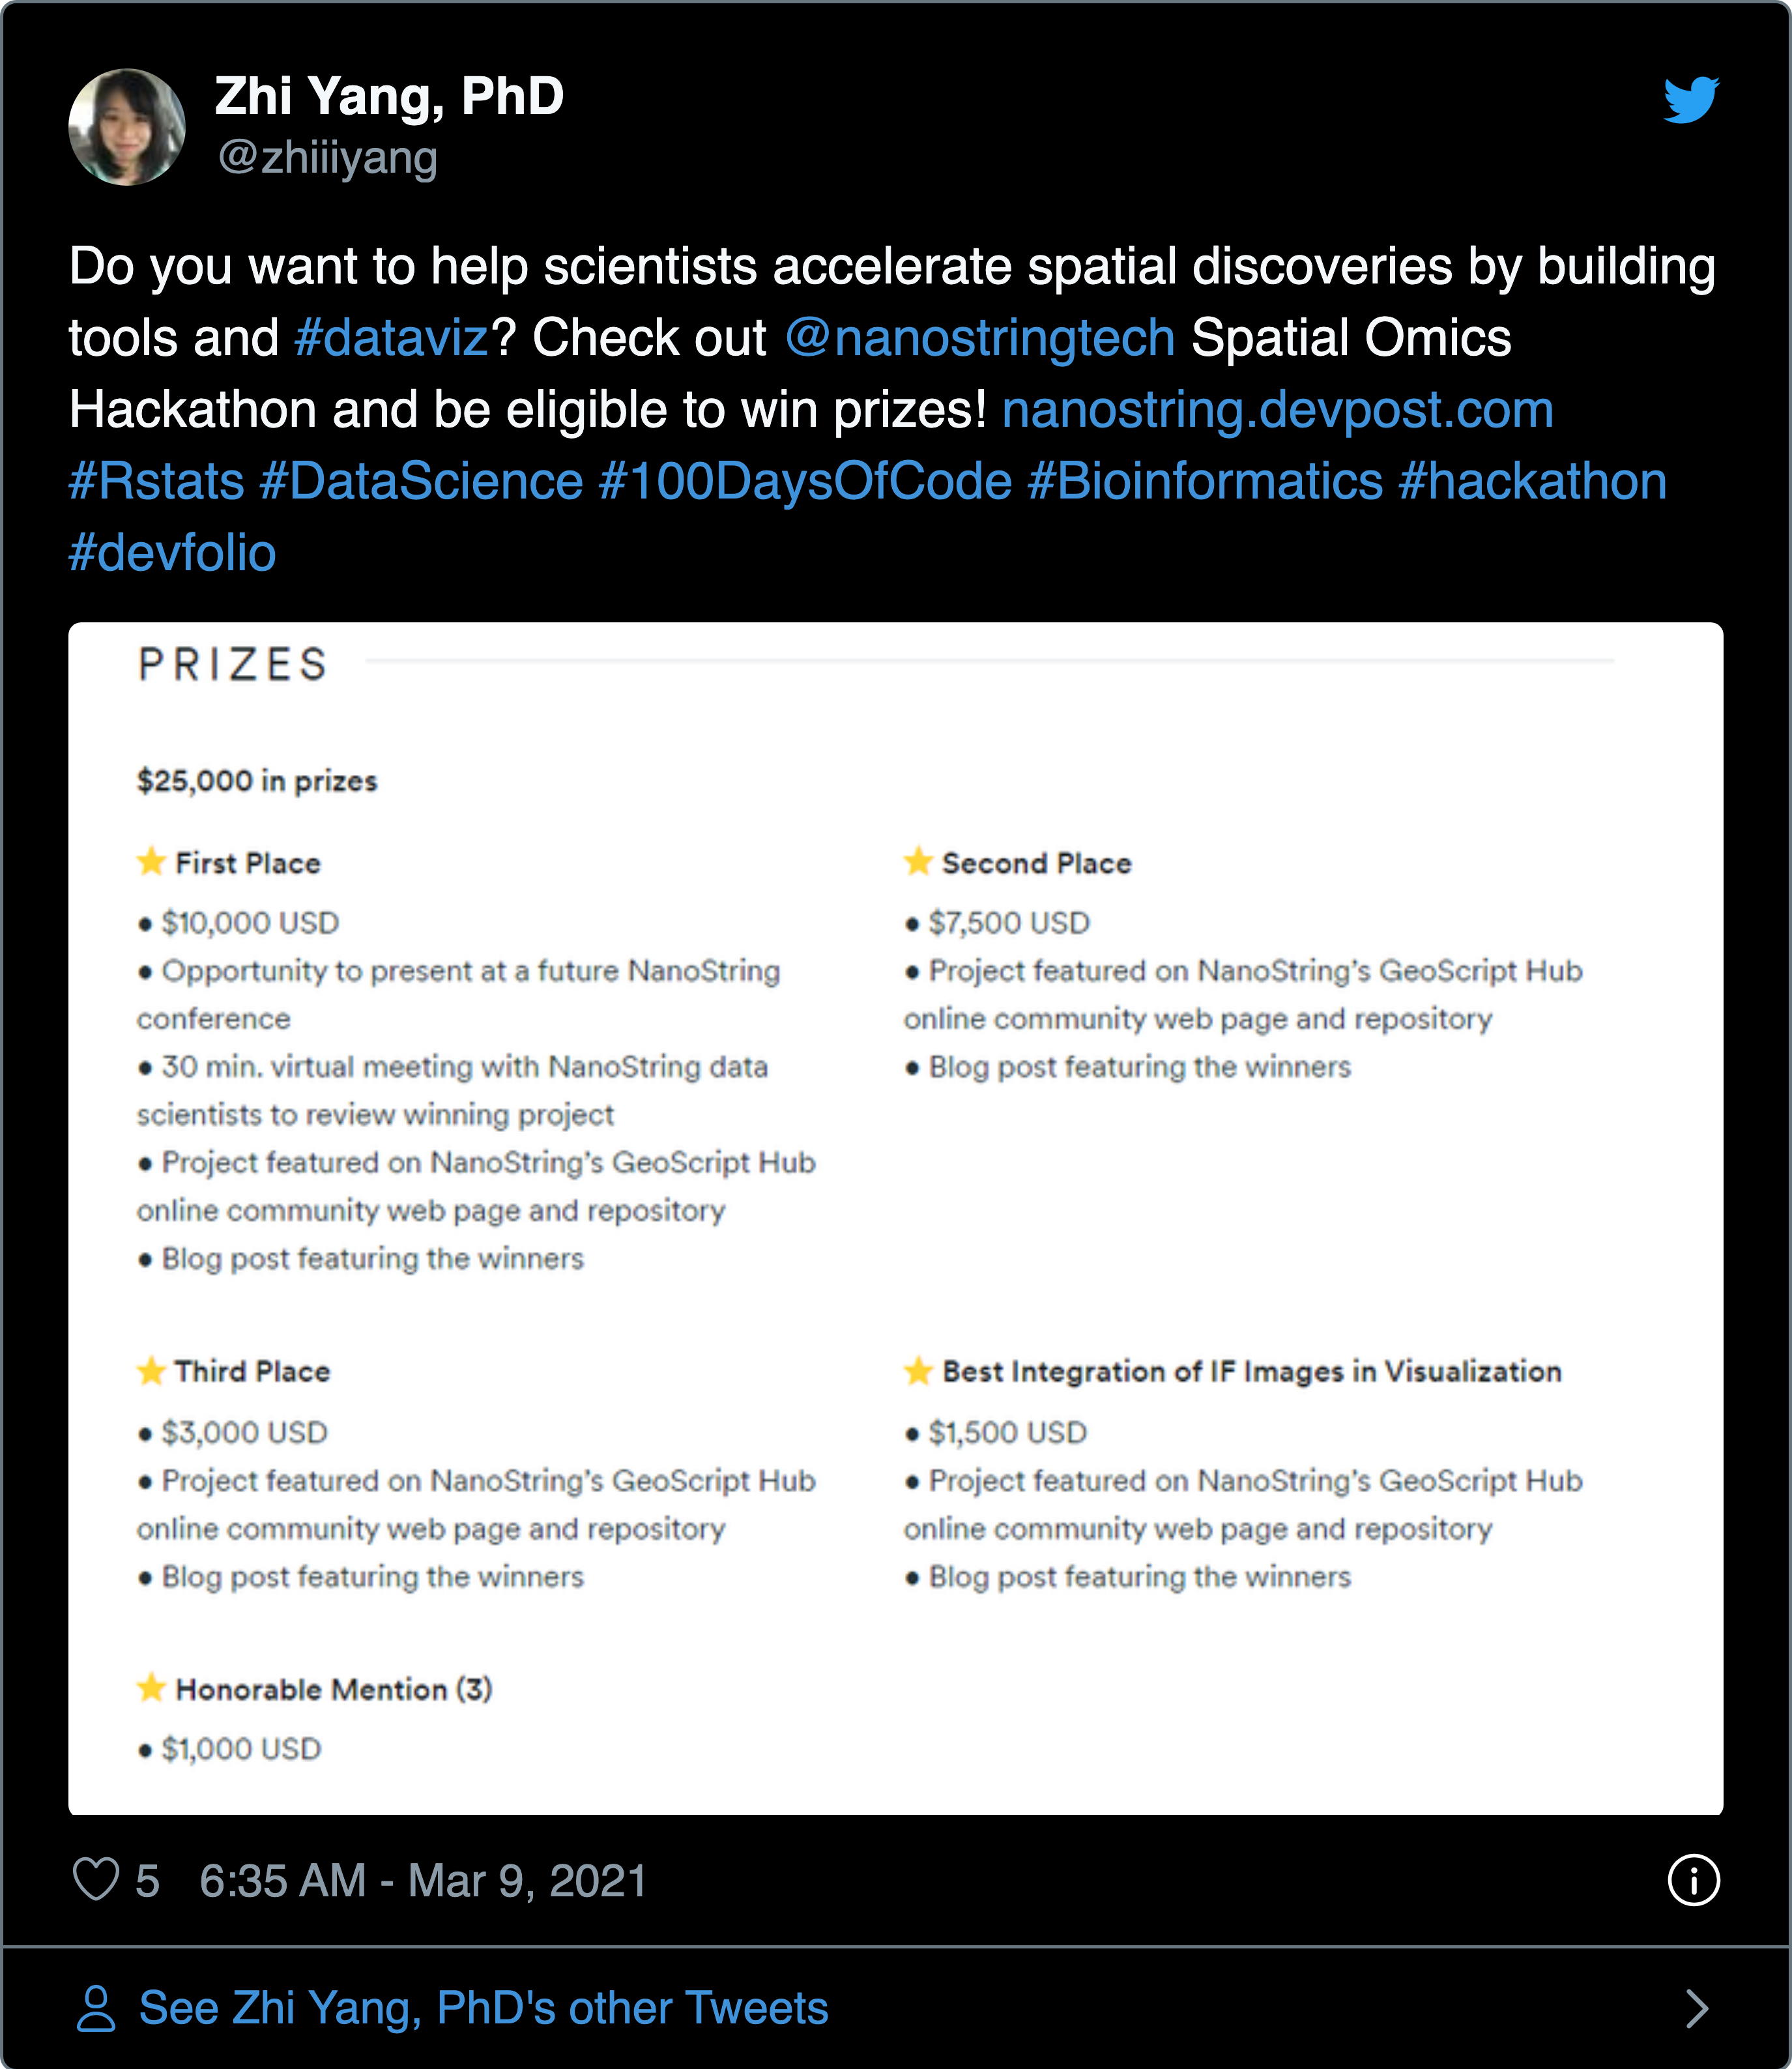 Zhi Yang, PhD
@zhiiiyang
Do you want to help scientists accelerate spatial discoveries by building
tools and #dataviz? Check out @nanostringtech Spatial Omics
Hackathon and be eligible to win prizes! nanostring.devpost.com
#Rstats #DataScience #100DaysOfCode #Bioinformatics #hackathon
#devfolio
PRIZES
$25,000 in prizes
⭐ First Place
● $10,000 USD
● Opportunity to present at a future NanoString
conference
● 30 min. virtual meeting with NanoString data
scientists to review winning project
● Project featured on NanoString's GeoScript Hub
online community web page and repository
● Blog post featuring the winners
⭐ Second Place
● $7,500 USD
● Project featured on NanoString's GeoScript Hub
online community web page and repository
● Blog post featuring the winners
⭐ Third Place
● $3,000 USD
● Project featured on NanoString's GeoScript Hub
online community web page and repository
● Blog post featuring the winners
⭐ Best Integration of IF Images in Visualization
● $1,500 USD
● Project featured on NanoString's GeoScript Hub
online community web page and repository
● Blog post featuring the winners
⭐ Honorable Mention (3)
● $1,000 USD
5 6:35 AM - Mar 9, 2021
See Zhi Yang, PhD's other Tweets